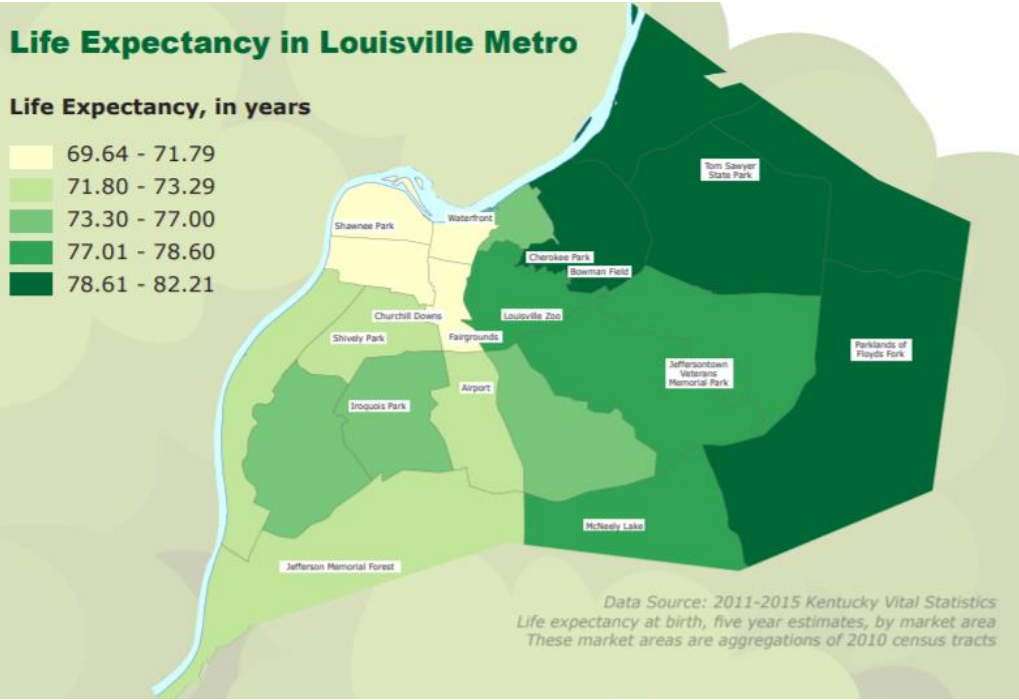 Life Expectancy in Louisville Metro
Life Expectancy, in years
69.64 - 71.79
71.80 - 73.29
73.30 - 77.00
77.01 - 78.60
78.61 - 82.21
Tom Sawyer
State Park
Waterfront
Shawnee Park
Cherokee Park
Bowman Field
Churchill Downs
Louisville Zoo
Shively Park
Fairgrounds
Parklands of
Floyds Fork
Jeffersontown
Veterans
Memorial Park
Airport
Iroquois Park
McNeely Lake
Jefferson Memorial Forest
Data Source: 2011-2015 Kentucky Vital Statistics
Life expectancy at birth, five year estimates, by market area
These market areas are aggregations of 2010 census tracts